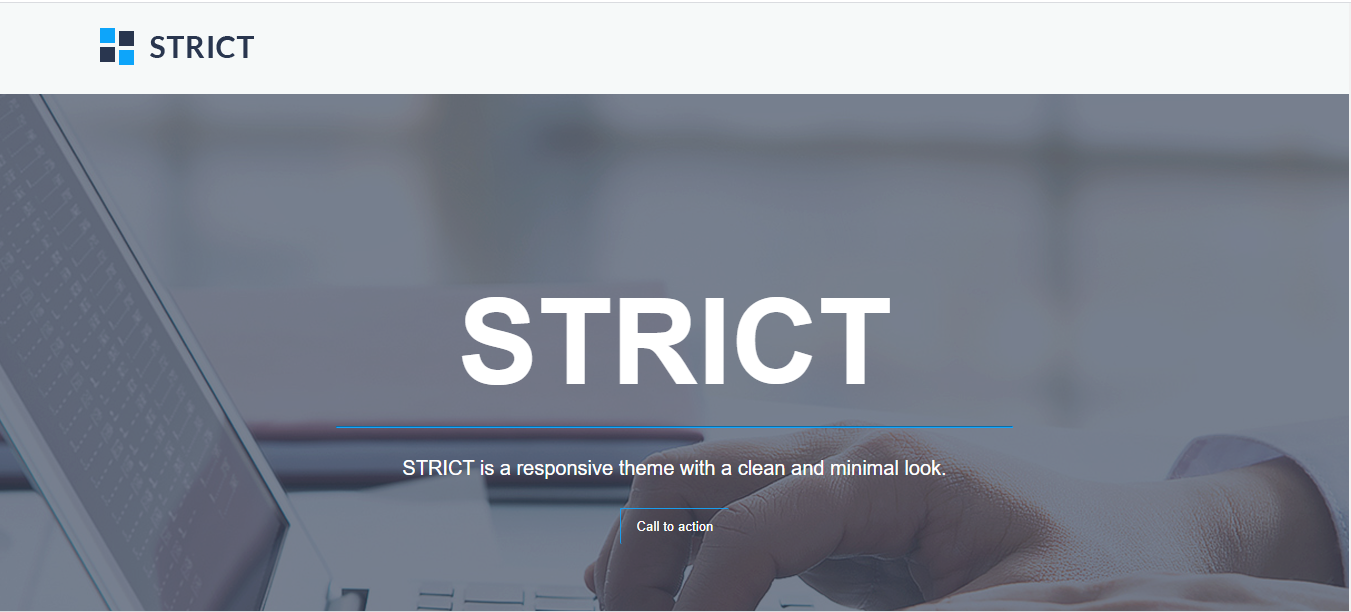 STRICT
STRICT
STRICT is a responsive theme with a clean and minimal look.
Call to action